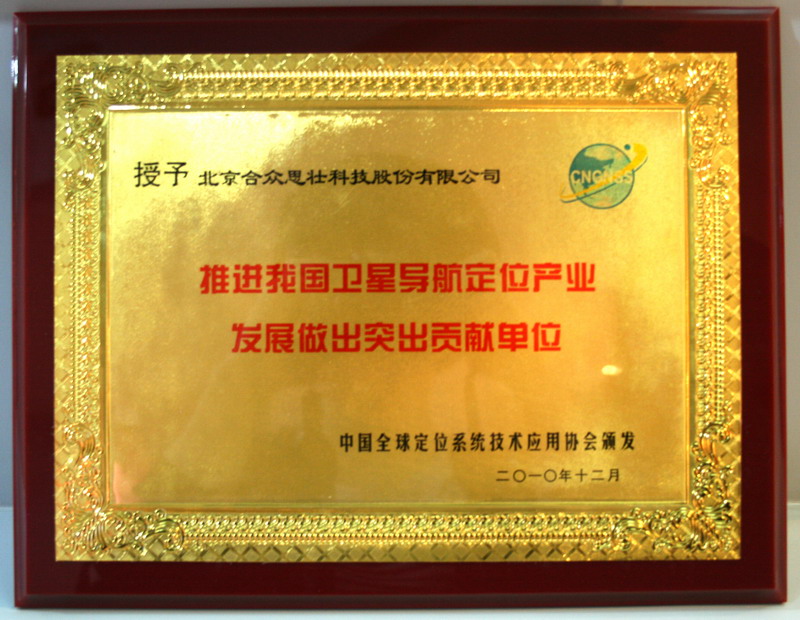 授予 北京合众思壮科技股份有限公司
CNGNSS
推进我国卫星导航定位产业
发展做出突出贡献单位
中国全球定位系统技术应用协会颁发
二〇一〇年十二月